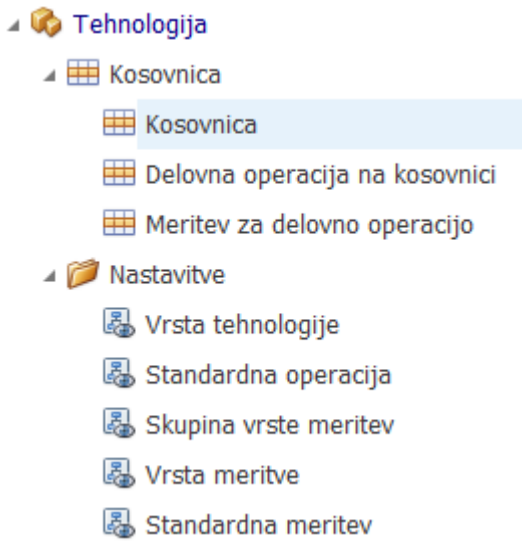 Tehnologija
Kosovnica
Kosovnica
Delovna operacija na kosovnici
Meritev za delovno operacijo
Nastavitve
Vrsta tehnologije
Standardna operacija
Skupina vrste meritev
Vrsta meritve
Standardna meritev